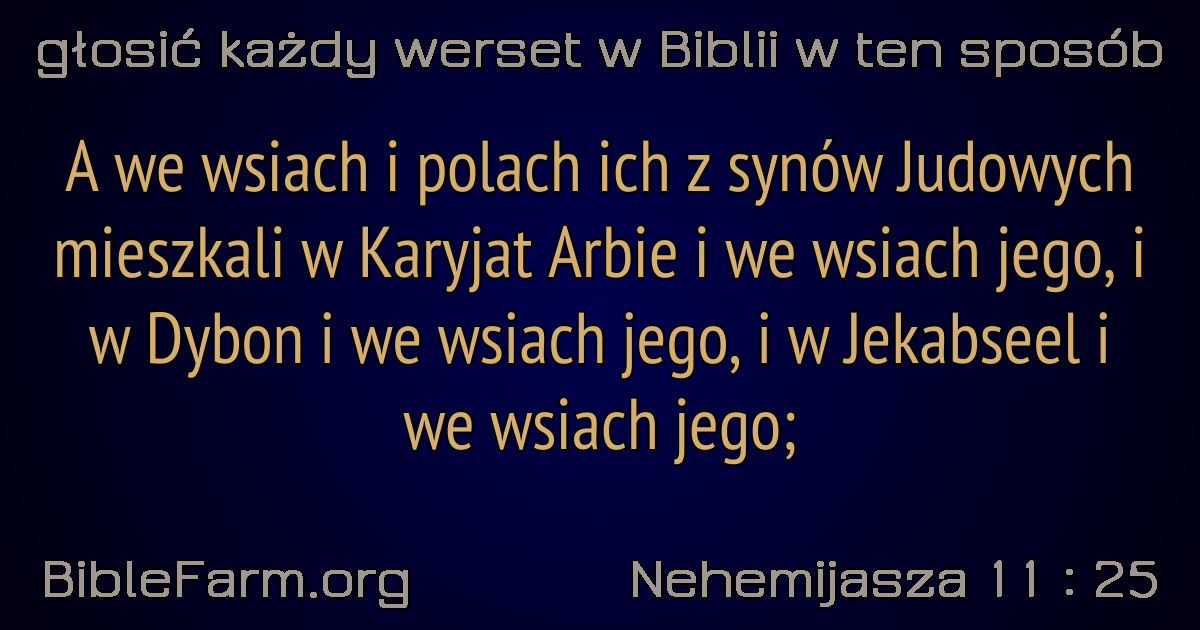 głosić każdy werset w Biblii w ten sposób
A we wsiach i polach ich z synów Judowych
mieszkali w Karyjat Arbie i we wsiach jego, i
w Dybon i we wsiach jego, i w Jekabseel i
we wsiach jego;
BibleFarm.org
Nehemijasza 11 : 25